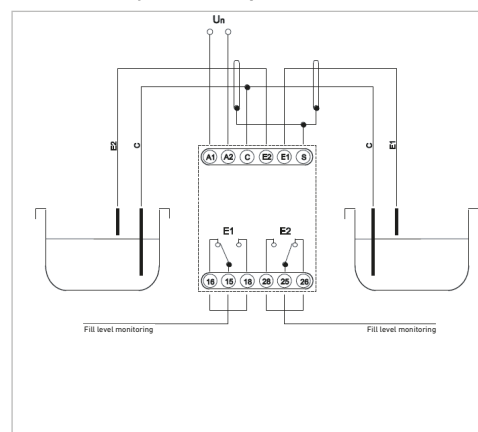 Un
E2
C
C
E1
A1 A2 C E2 E1 S
E1 E2
16 15 18 28 25 26
Fill level monitoring
Fill level monitoring